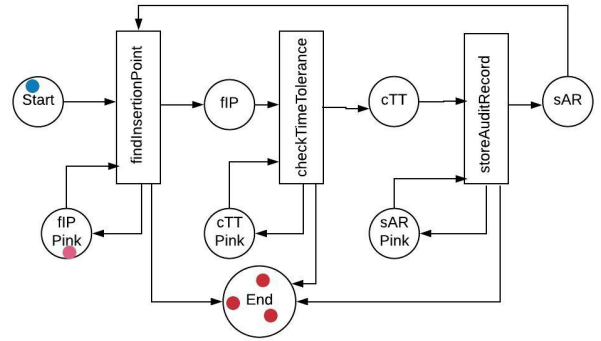 Start
findInsertionPoint
fIP
checkTimeTolerance
cTT
storeAuditRecord
sAR
fIP
Pink
cTT
Pink
sAR
Pink
End